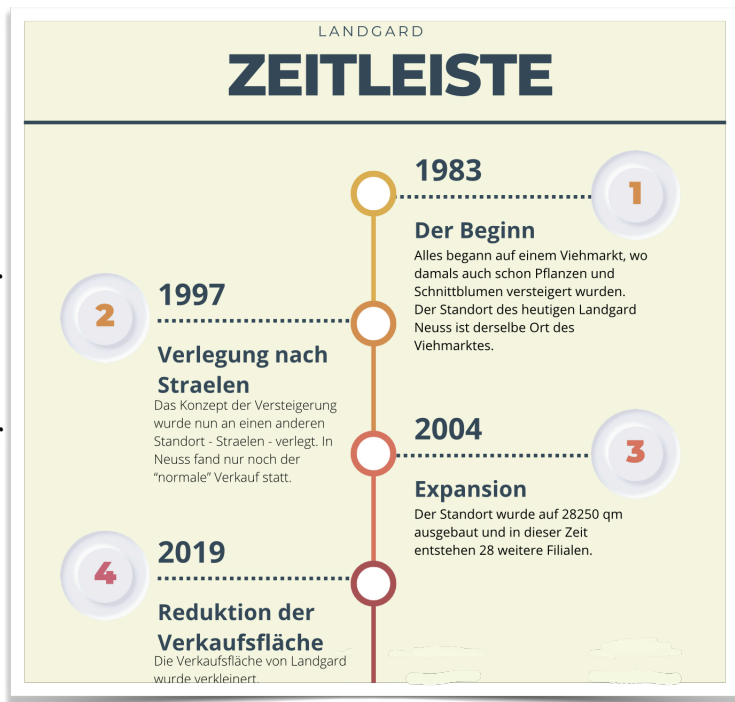 LANDGARD
ZEITLEISTE
1983
1
Der Beginn
Alles begann auf einem Viehmarkt, wo
damals auch schon Pflanzen und
Schnittblumen versteigert wurden.
Der Standort des heutigen Landgard
Neuss ist derselbe Ort des
Viehmarktes.
1997
2
Verlegung nach
Straelen
Das Konzept der Versteigerung
wurde nun an einen anderen
Standort - Straelen - verlegt. In
Neuss fand nur noch der
“normale” Verkauf statt.
2004
3
Expansion
Der Standort wurde auf 28250 qm
ausgebaut und in dieser Zeit
entstehen 28 weitere Filialen.
2019
4
Reduktion der
Verkaufsfläche
Die Verkaufsfläche von Landgard
wurde verkleinert.